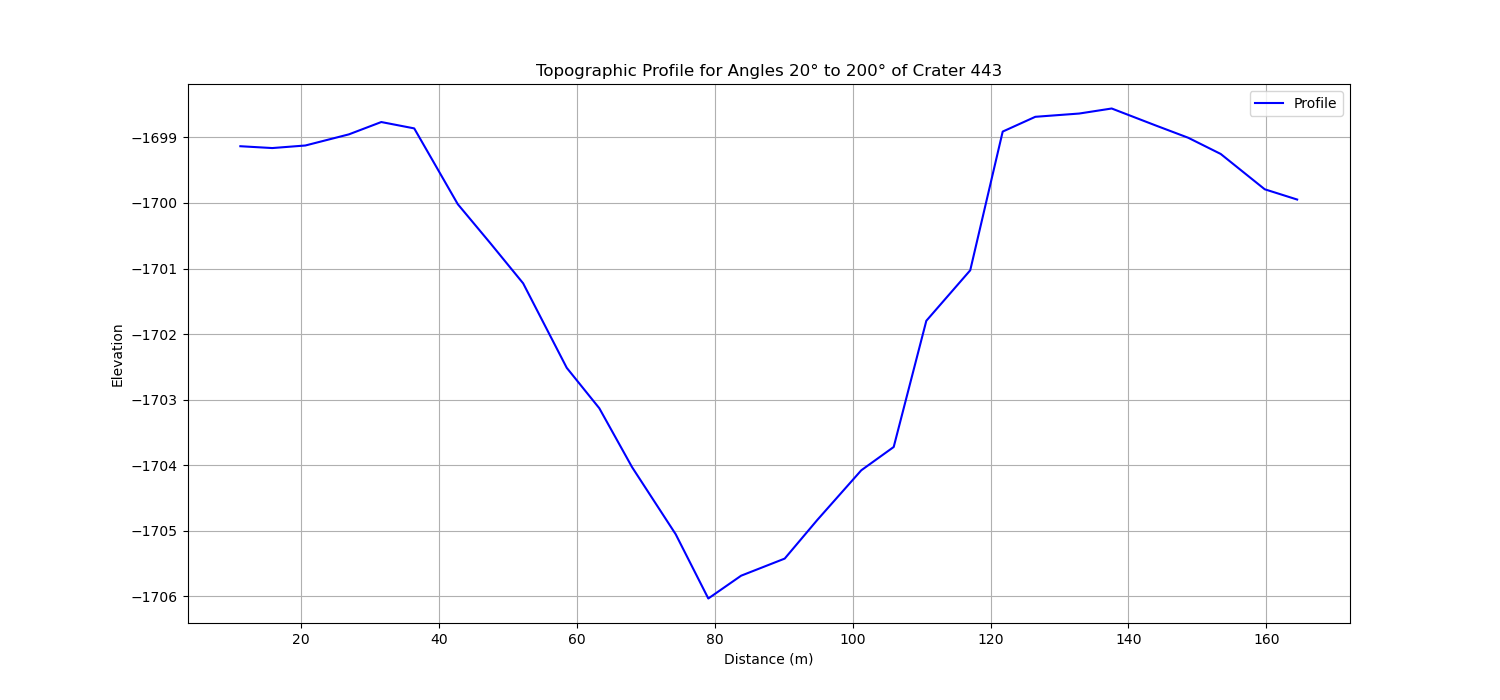 Topographic Profile for Angles 20° to 200° of Crater 443
Profile
−1699
−1700
−1701
−1702
−1703
−1704
−1705
−1706
Elevation
20 40 60 80 100 120 140 160
Distance (m)